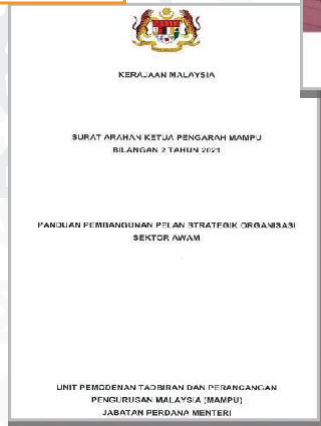 KERAJAAN MALAYSIA
SURAT ARAHAN KETUA PENGARAH MAMPU
BILANGAN 2 TAHUN 2021
PANDUAN PEMBANGUNAN PELAN STRATEGIK ORGANISASI
SEKTOR AWAM
UNIT PEMODENAN TADBIRAN DAN PERANCANGAN
PENGURUSAN MALAYSIA (MAMPU)
JABATAN PERDANA MENTERI